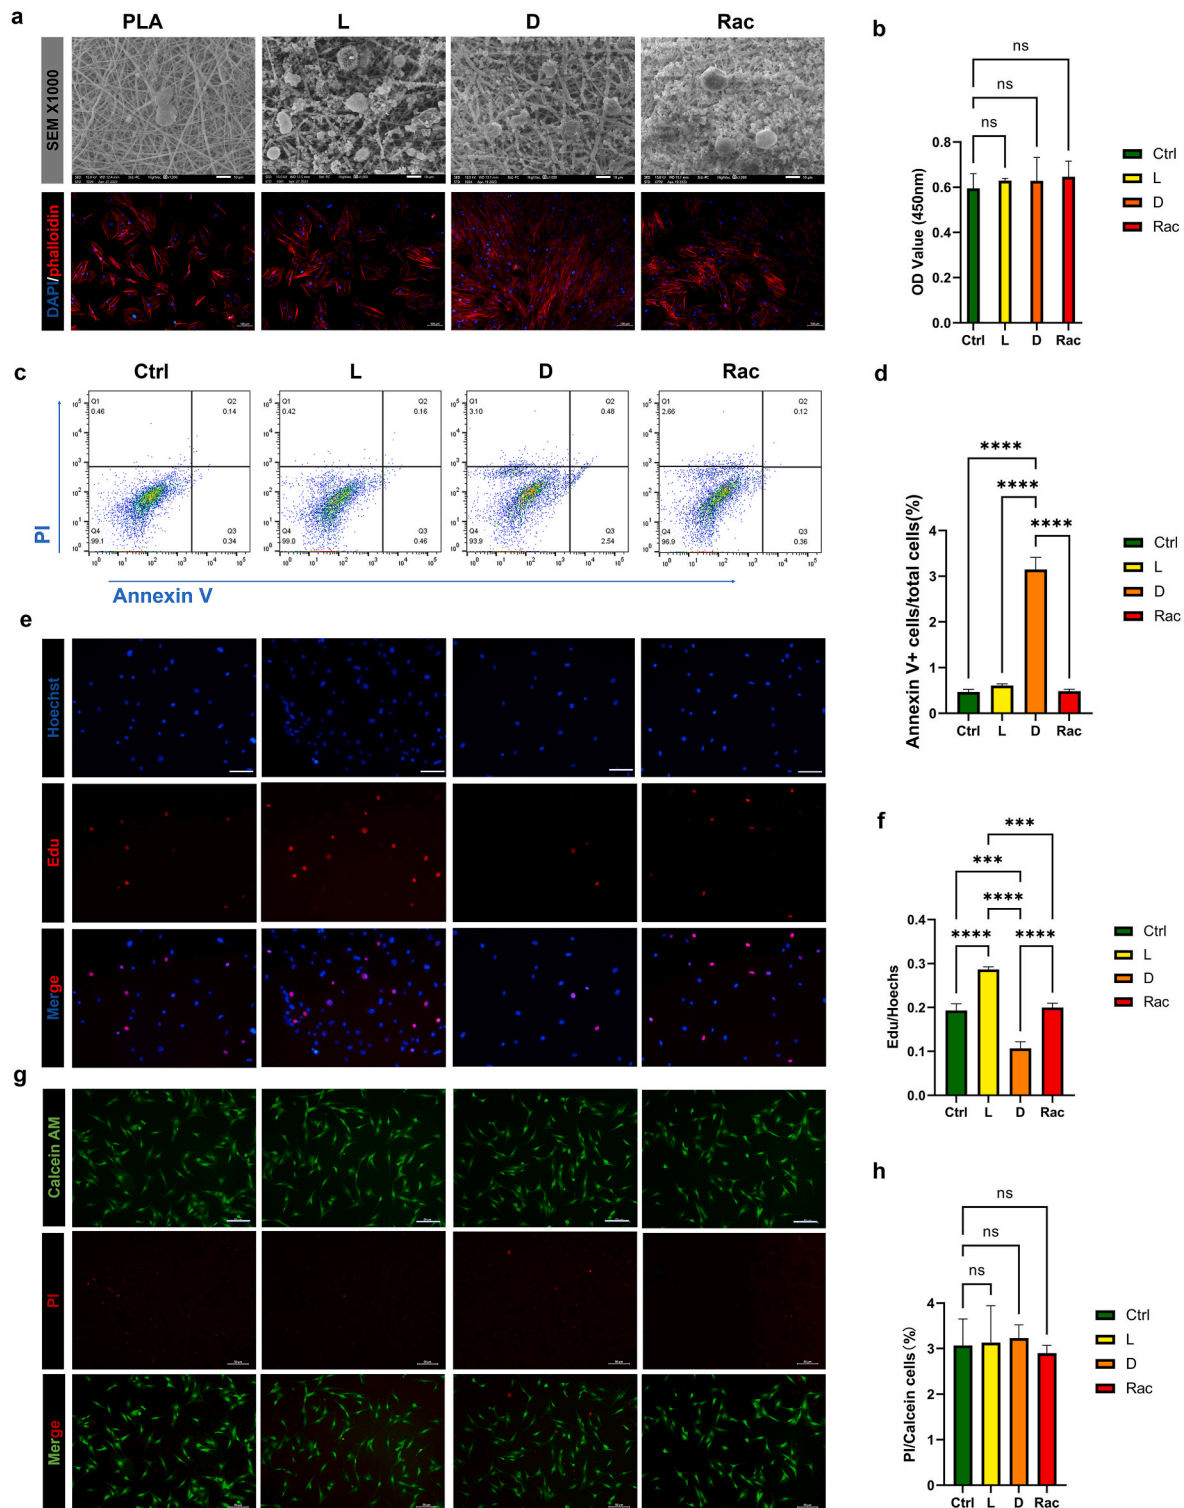 a
PLA L D Rac
SEM X1000
DAPI/phalloidin
b
ns
ns
ns
OD Value (450nm)
0.8
0.6
0.4
0.2
0.0
Ctrl L D Rac
Ctrl
L
D
Rac
c
Ctrl L D Rac
Q1 0.46
Q2 0.14
Q4 99.1
Q3 0.34
Q1 0.42
Q2 0.16
Q4 99.0
Q3 0.46
Q1 3.10
Q2 0.48
Q4 93.9
Q3 2.54
Q1 2.66
Q2 0.12
Q4 96.9
Q3 0.36
PI
Annexin V
d
****
****
****
Annexin V+ cells/total cells(%)
4
3
2
1
0
Ctrl L D Rac
Ctrl
L
D
Rac
e
Hoechst
Edu
Merge
f
***
***
****
**** ****
Edu/Hoechs
0.4
0.3
0.2
0.1
0.0
Ctrl L D Rac
Ctrl
L
D
Rac
g
Calcein AM
PI
Merge
h
ns
ns
ns
PI/Calcein cells (%)
4
3
2
1
0
Ctrl L D Rac
Ctrl
L
D
Rac